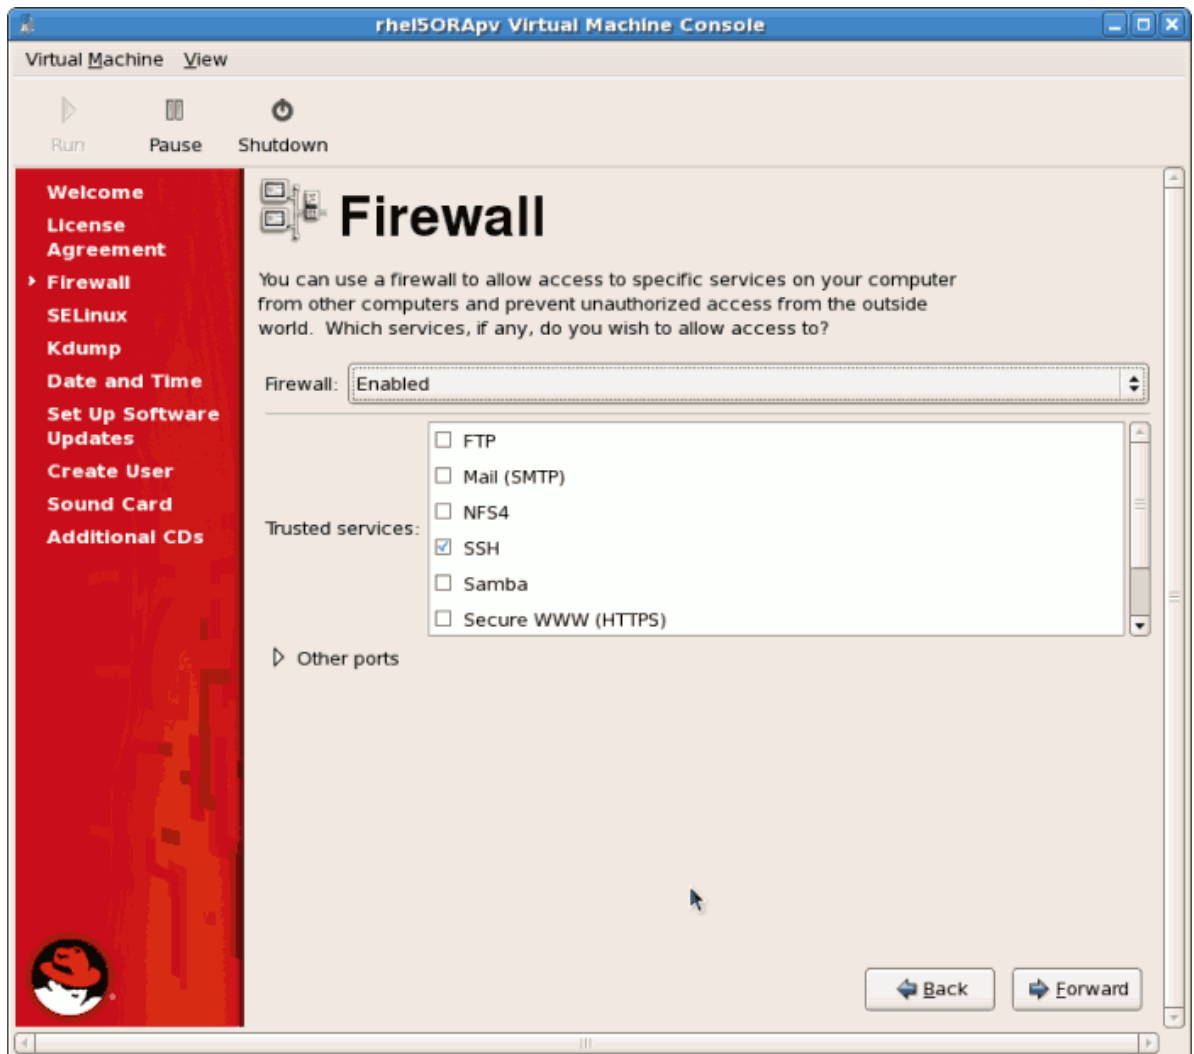 rhel5ORApv Virtual Machine Console
Virtual Machine View
Run Pause Shutdown
Welcome
License
Agreement
Firewall
SELinux
Kdump
Date and Time
Set Up Software
Updates
Create User
Sound Card
Additional CDs
Firewall
You can use a firewall to allow access to specific services on your computer
from other computers and prevent unauthorized access from the outside
world. Which services, if any, do you wish to allow access to?
Firewall: Enabled
Trusted services:
FTP
Mail (SMTP)
NFS4
SSH
Samba
Secure WWW (HTTPS)
Other ports
Back Forward